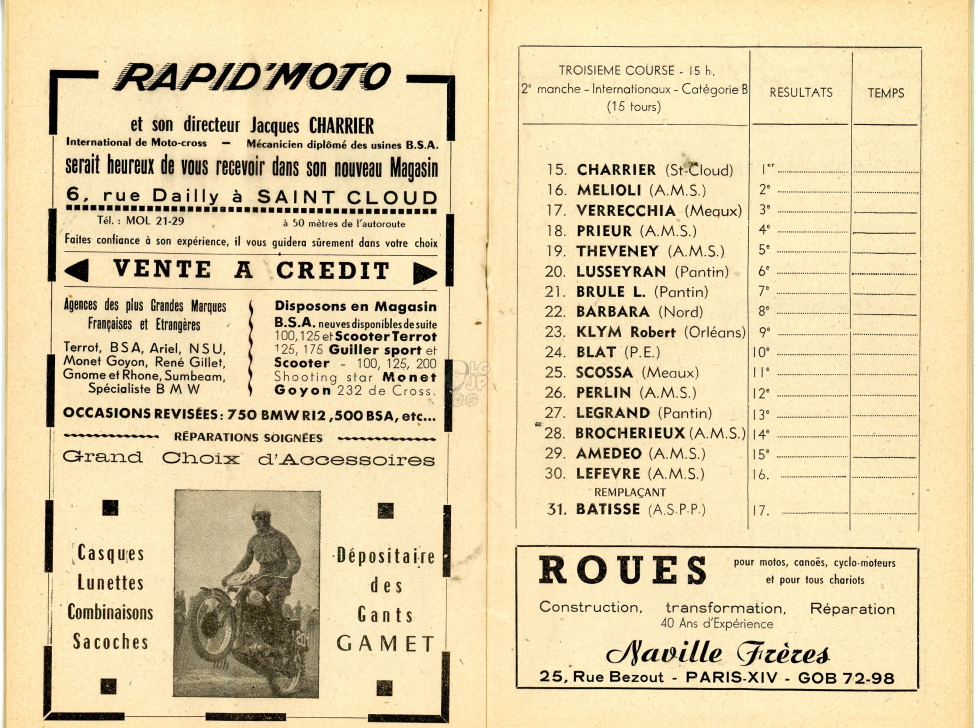 RAPID'MOTO
et son directeur Jacques CHARRIER
International de Moto-cross — Mécanicien diplômé des usines B.S.A.
serait heureux de vous recevoir dans son nouveau Magasin
6, rue Dailly à SAINT CLOUD
Tél. : MOL 21-29 à 50 mètres de l'autoroute
Faites confiance à son expérience, il vous guidera sûrement dans votre choix
VENTE A CREDIT
Agences des plus Grandes Marques
Françaises et Etrangères
Terrot, BSA, Ariel, NSU,
Monet Goyon, René Gillet,
Gnome et Rhone, Sumbeam,
Spécialiste B M W
Disposons en Magasin
B.S.A. neuves disponibles de suite
100, 125 et Scooter Terrot
125, 175 Guiller sport et
Scooter - 100, 125, 200
Shooting star Monet
Goyon 232 de Cross.
OCCASIONS REVISÉES : 750 BMW R12, 500 BSA, etc...
RÉPARATIONS SOIGNÉES
Grand Choix d'Accessoires
Casques
Lunettes
Combinaisons
Sacoches
Dépositaire
des
Gants
GAMET
TROISIEME COURSE - 15 h.
2e manche - Internationaux - Catégorie B
(15 tours)
RESULTATS
TEMPS
15. CHARRIER (St-Cloud) 1er
16. MELIOLI (A.M.S.) 2e
17. VERRECCHIA (Meaux) 3e
18. PRIEUR (A.M.S.) 4e
19. THEVENEY (A.M.S.) 5e
20. LUSSEYRAN (Pantin) 6e
21. BRULE L. (Pantin) 7e
22. BARBARA (Nord) 8e
23. KLYM Robert (Orléans) 9e
24. BLAT (P.E.) 10e
25. SCOSSA (Meaux) 11e
26. PERLIN (A.M.S.) 12e
27. LEGRAND (Pantin) 13e
28. BROCHERIEUX (A.M.S.) 14e
29. AMEDEO (A.M.S.) 15e
30. LEFEVRE (A.M.S.) 16.
REMPLAÇANT
31. BATISSE (A.S.P.P.) 17.
ROUES
pour motos, canoës, cyclo-moteurs
et pour tous chariots
Construction, transformation, Réparation
40 Ans d'Expérience
Naville Frères
25, Rue Bezout - PARIS-XIV - GOB 72-98